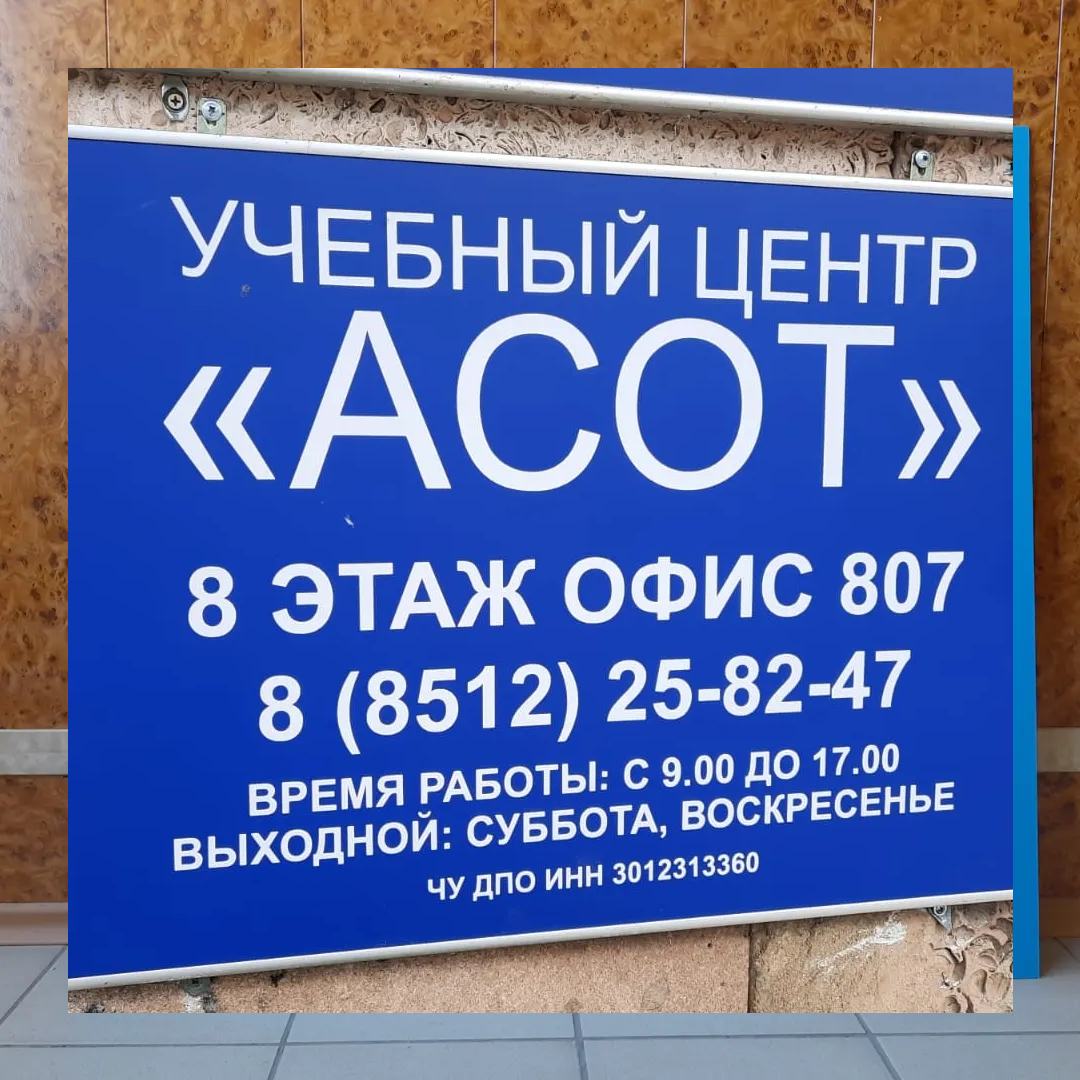 УЧЕБНЫЙ ЦЕНТР
«АСОТ»
8 ЭТАЖ ОФИС 807
8 (8512) 25-82-47
ВРЕМЯ РАБОТЫ: С 9.00 ДО 17.00
ВЫХОДНОЙ: СУББОТА, ВОСКРЕСЕНЬЕ
ЧУ ДПО ИНН 3012313360